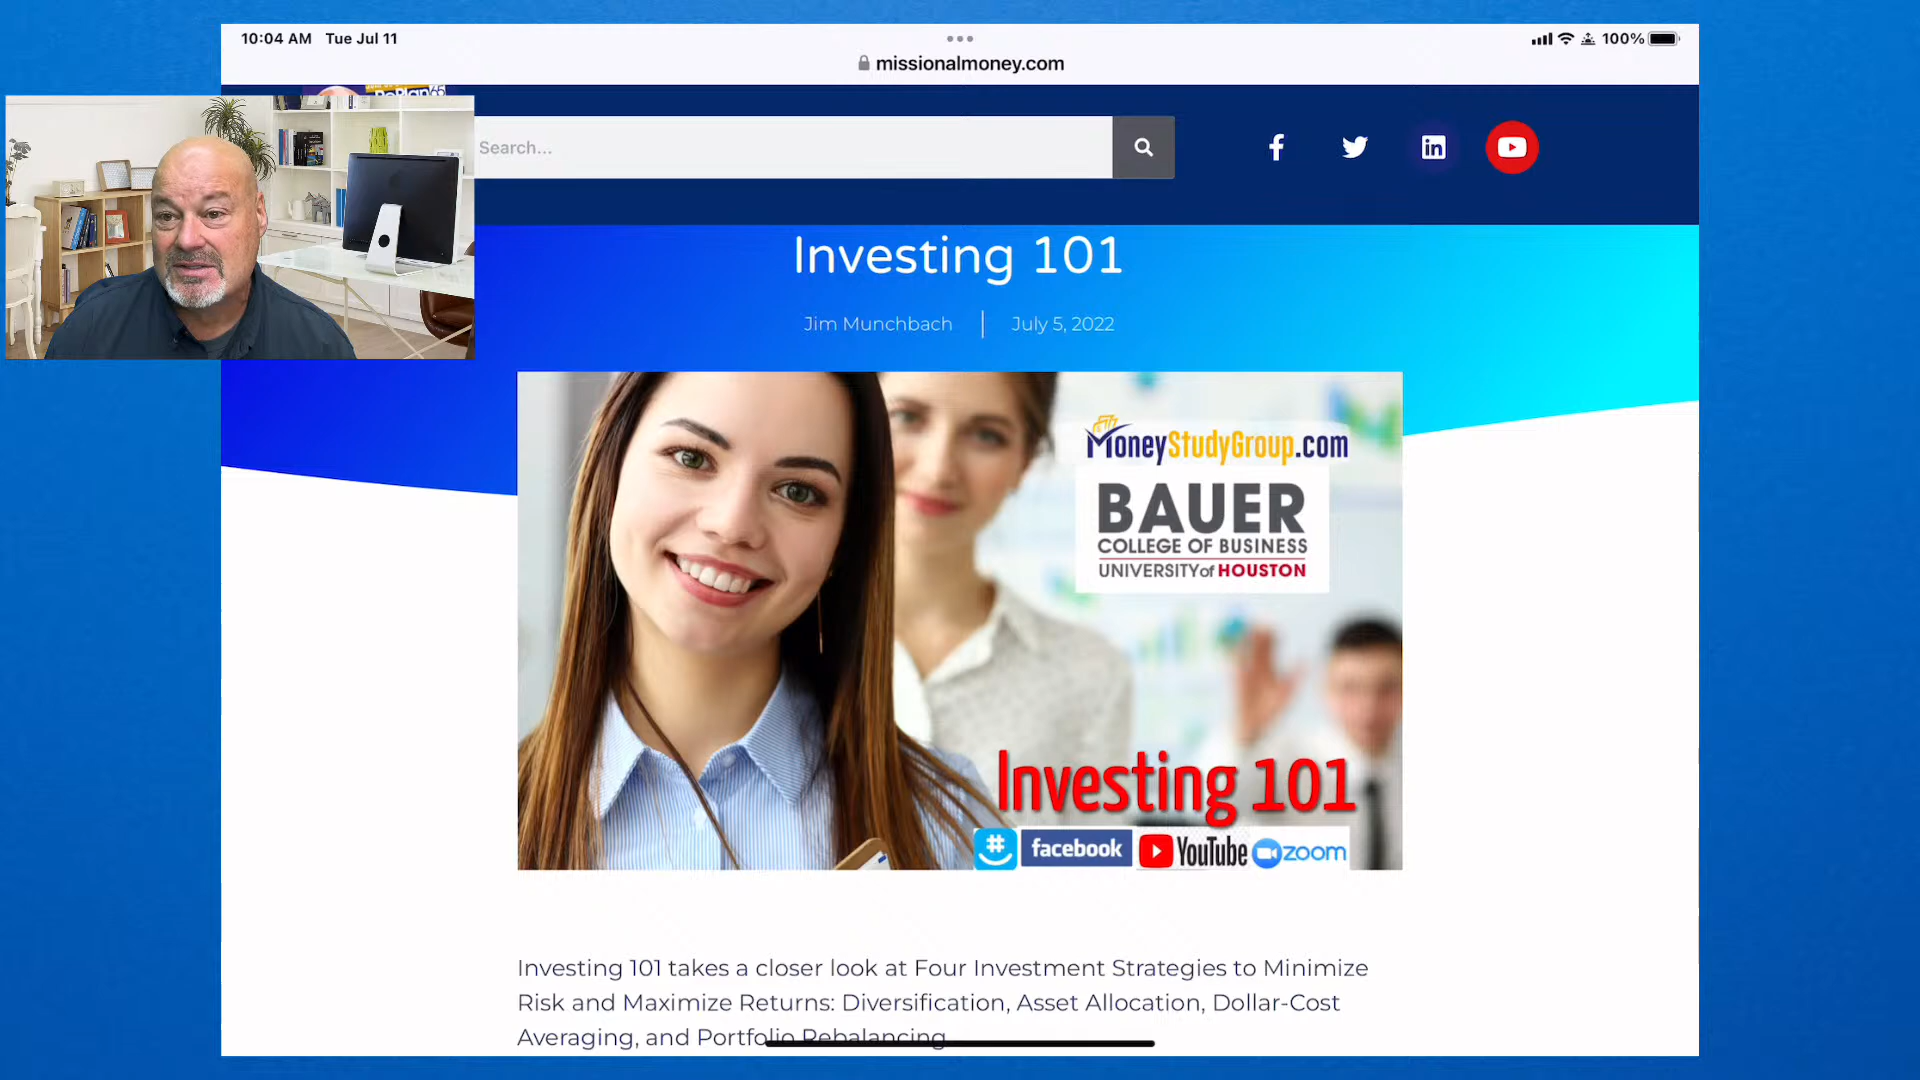 10:04 AM Tue Jul 11
100%
missionalmoney.com
Search...
Investing 101
Jim Munchbach
July 5, 2022
MoneyStudyGroup.com
BAUER
COLLEGE OF BUSINESS
UNIVERSITY of HOUSTON
Investing 101
facebook
YouTube
zoom
Investing 101 takes a closer look at Four Investment Strategies to Minimize
Risk and Maximize Returns: Diversification, Asset Allocation, Dollar-Cost
Averaging, and Portfolio Rebalancing